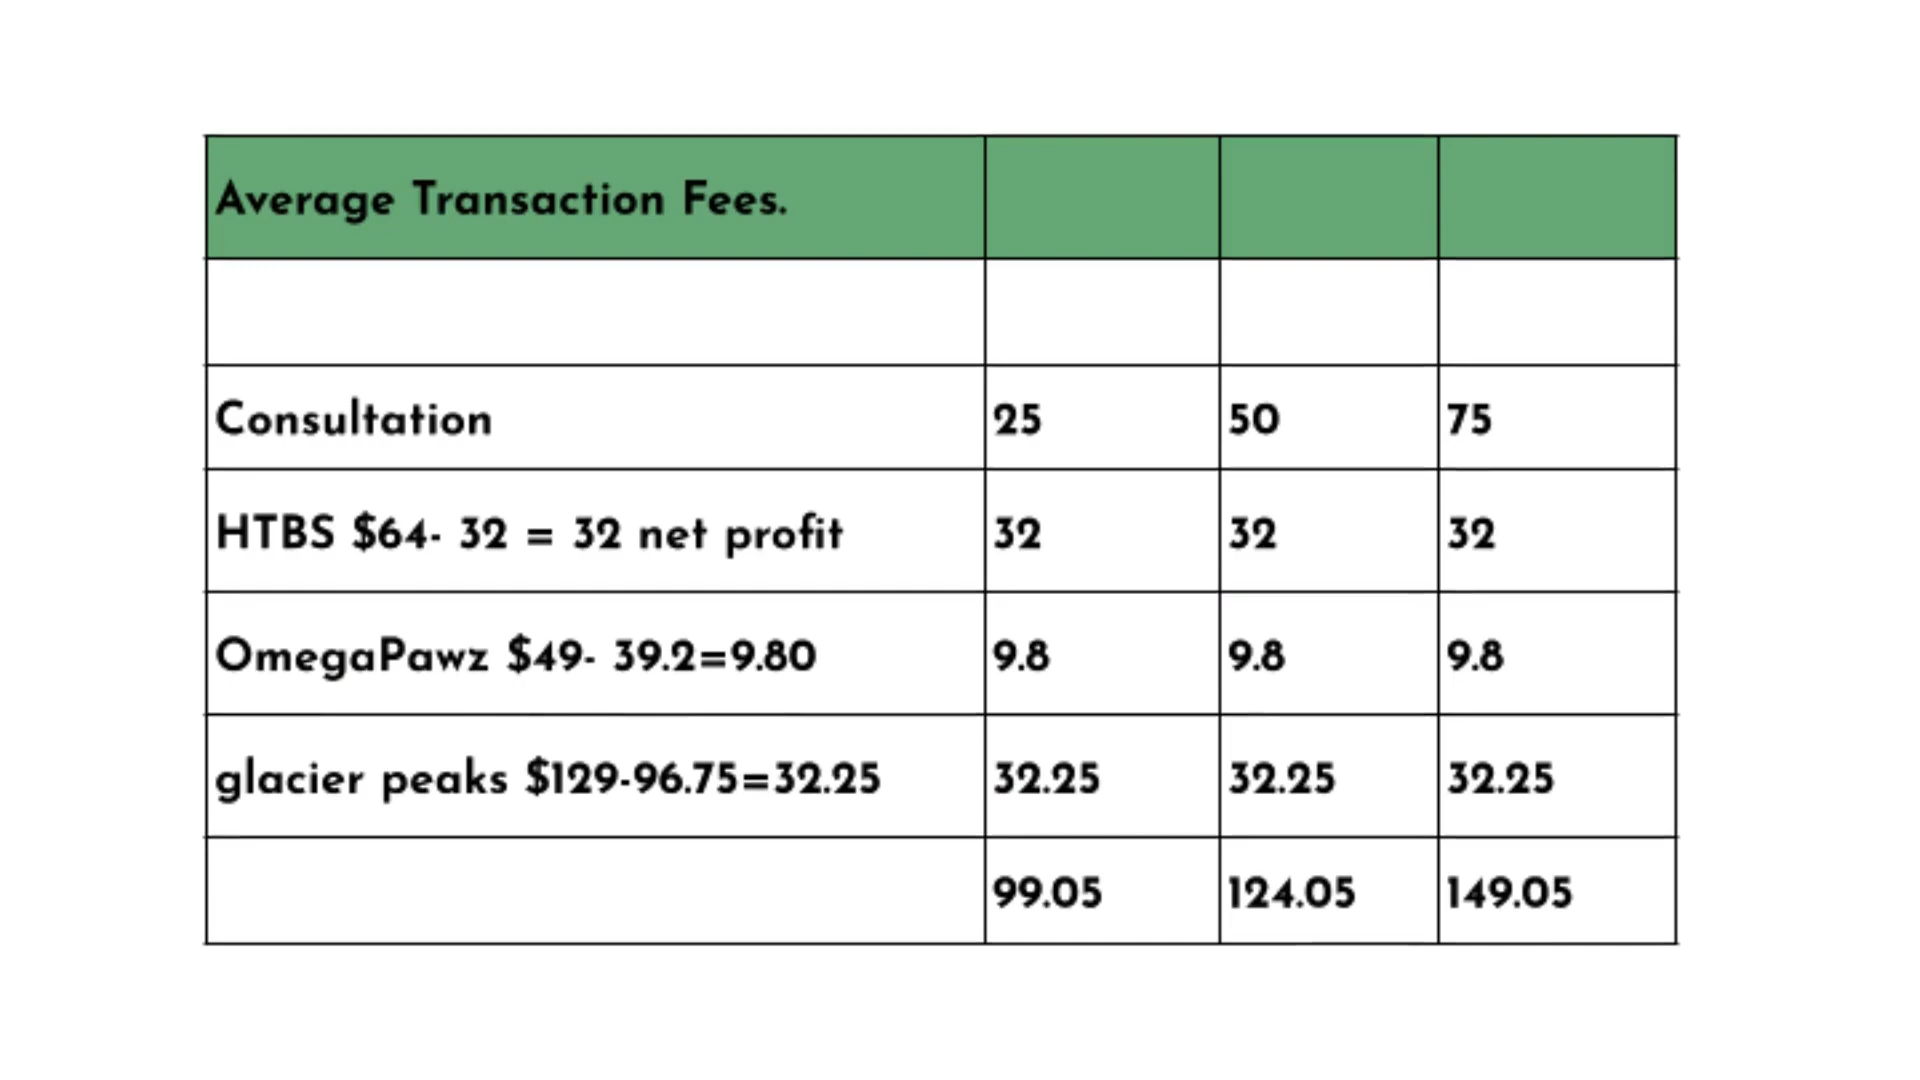 Average Transaction Fees.
Consultation 25 50 75
HTBS $64- 32 = 32 net profit 32 32 32
OmegaPawz $49- 39.2=9.80 9.8 9.8 9.8
glacier peaks $129-96.75=32.25 32.25 32.25 32.25
99.05 124.05 149.05